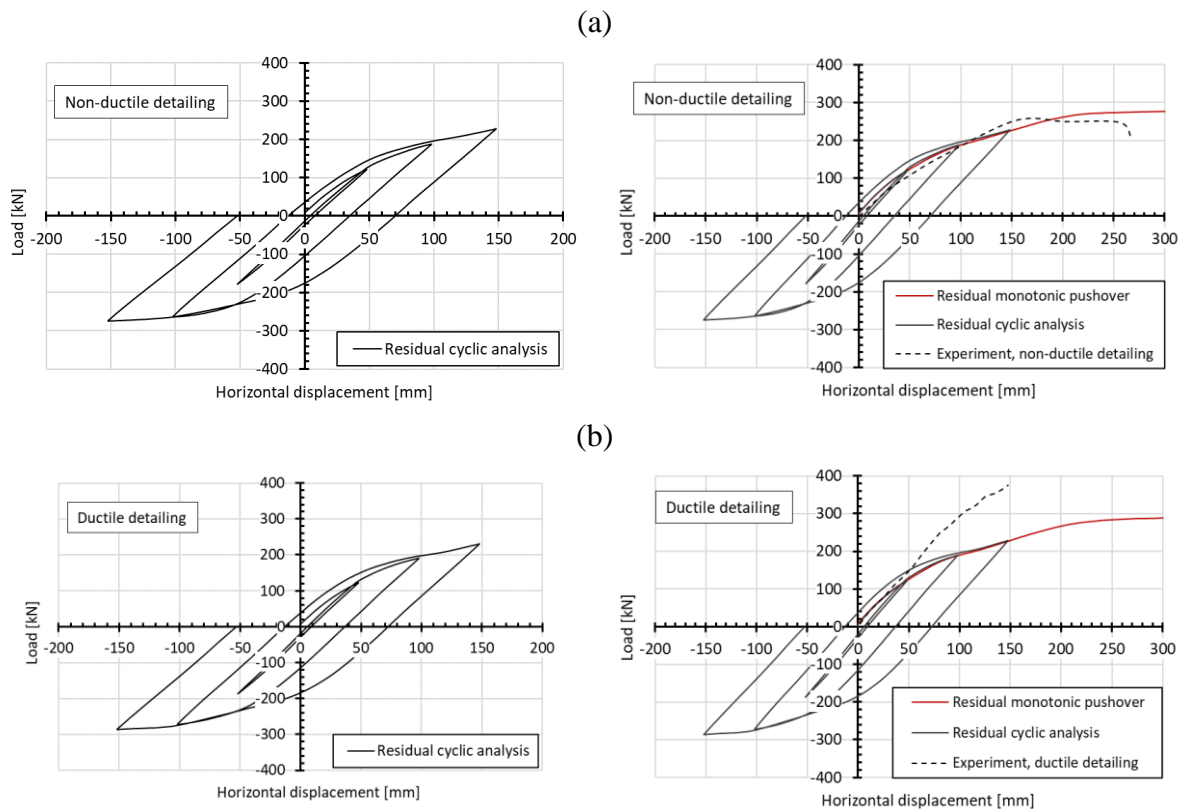 (a)
400
300
200
100
0
-100
-200
-300
-400
-200 -150 -100 -50 0 50 100 150 200
Non-ductile detailing
Load [kN]
Residual cyclic analysis
Horizontal displacement [mm]
400
300
200
100
0
-100
-200
-300
-400
-200 -150 -100 -50 0 50 100 150 200 250 300
Non-ductile detailing
Load [kN]
Residual monotonic pushover
Residual cyclic analysis
Experiment, non-ductile detailing
Horizontal displacement [mm]
(b)
400
300
200
100
0
-100
-200
-300
-400
-200 -150 -100 -50 0 50 100 150 200
Ductile detailing
Load [kN]
Residual cyclic analysis
Horizontal displacement [mm]
400
300
200
100
0
-100
-200
-300
-400
-200 -150 -100 -50 0 50 100 150 200 250 300
Ductile detailing
Load [kN]
Residual monotonic pushover
Residual cyclic analysis
Experiment, ductile detailing
Horizontal displacement [mm]